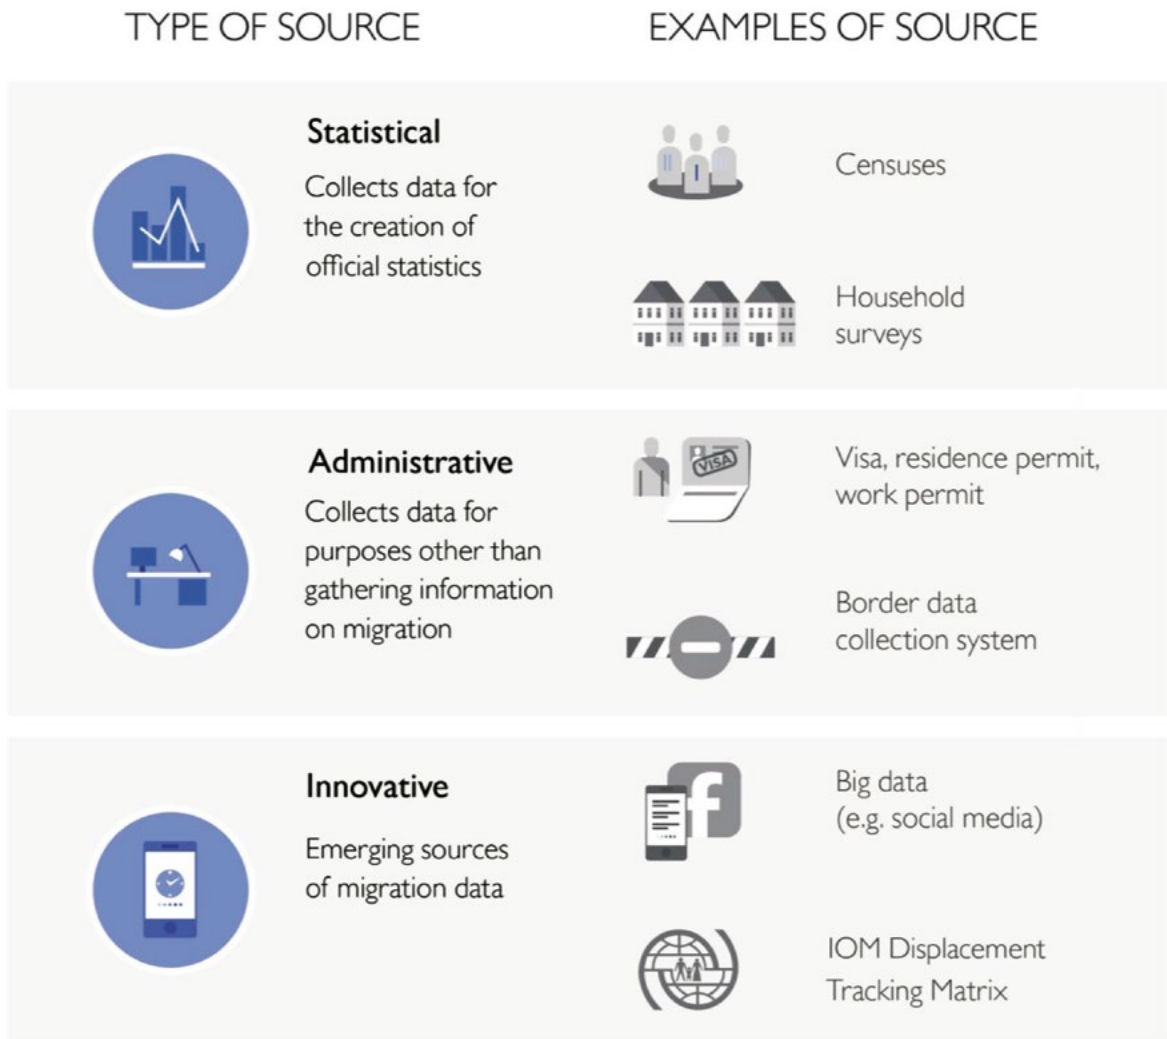 TYPE OF SOURCE
EXAMPLES OF SOURCE
Statistical
Collects data for
the creation of
official statistics
Censuses
Household
surveys
Administrative
Collects data for
purposes other than
gathering information
on migration
VISA
Visa, residence permit,
work permit
Border data
collection system
Innovative
Emerging sources
of migration data
f
Big data
(e.g. social media)
IOM Displacement
Tracking Matrix